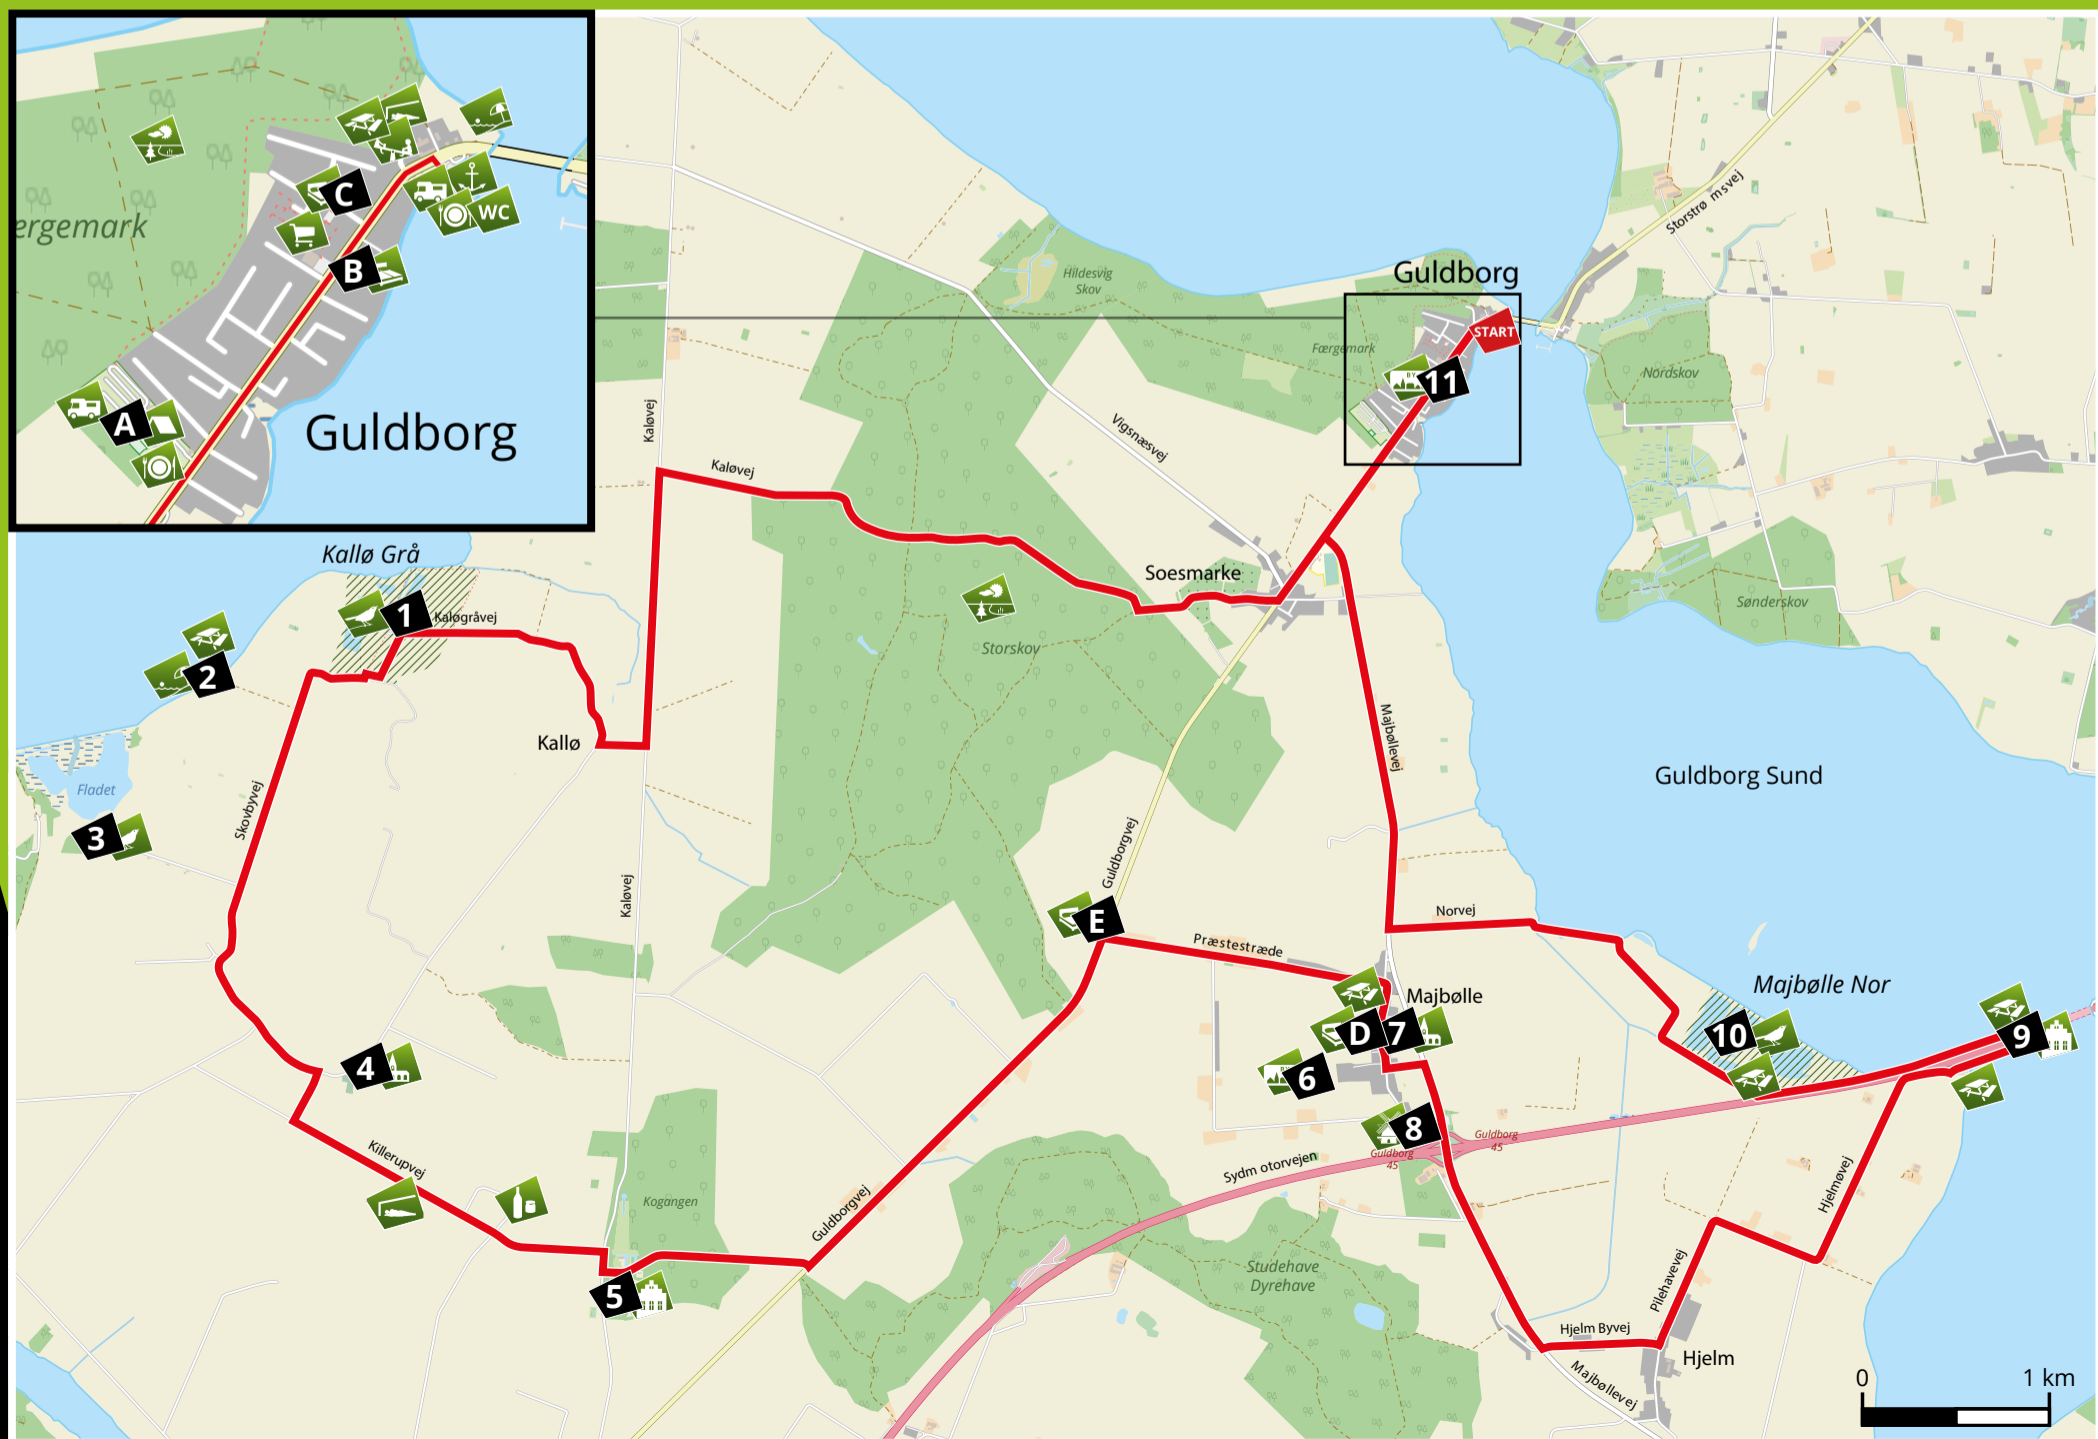 ergemark
C
WC
B
A
Guldborg
Guldborg
START
11
Færgemark
Hildesvig
Skov
Storstrø msvej
Nordskov
Sønderskov
Vigsnæsvej
Kaløvej
Kaløvej
Soesmarke
Storskov
Kallø Grå
1
Kaløgråvej
2
Kallø
Fladet
3
Skovbyvej
Kaløvej
Majbøllevej
Guldborg Sund
Guldborgvej
E
Præstestræde
Norvej
Majbølle
Majbølle Nor
D
7
10
9
6
4
8
Guldborg
45
Guldborg
45
Sydm otorvejen
Killerupvej
Kogangen
Guldborgvej
5
Studehave
Dyrehave
Hjelmøvej
Pilehavevej
Hjelm Byvej
Hjelm
Majbøllevej
0 1 km